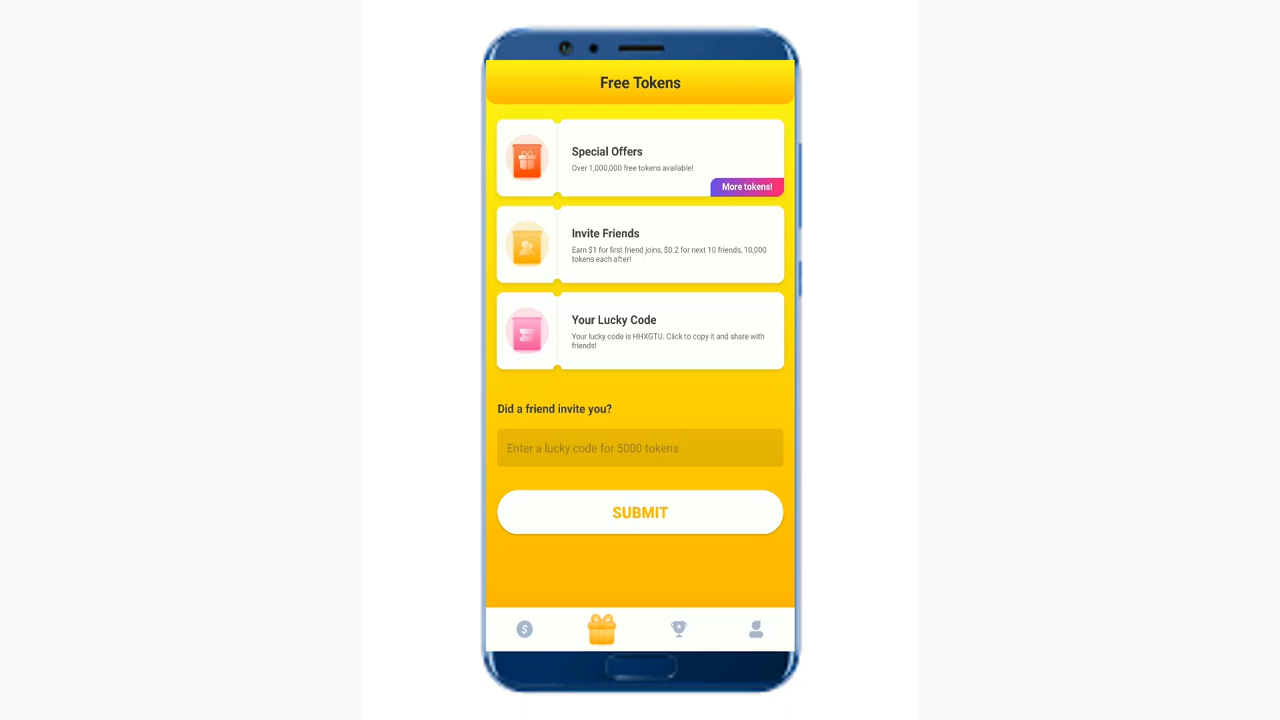 Free Tokens
Special Offers
Over 1,000,000 free tokens available!
More tokens!
Invite Friends
Earn $1 for first friend joins, $0.2 for next 10 friends, 10,000
tokens each after!
Your Lucky Code
Your lucky code is HHXGTU. Click to copy it and share with
friends!
Did a friend invite you?
Enter a lucky code for 5000 tokens
SUBMIT